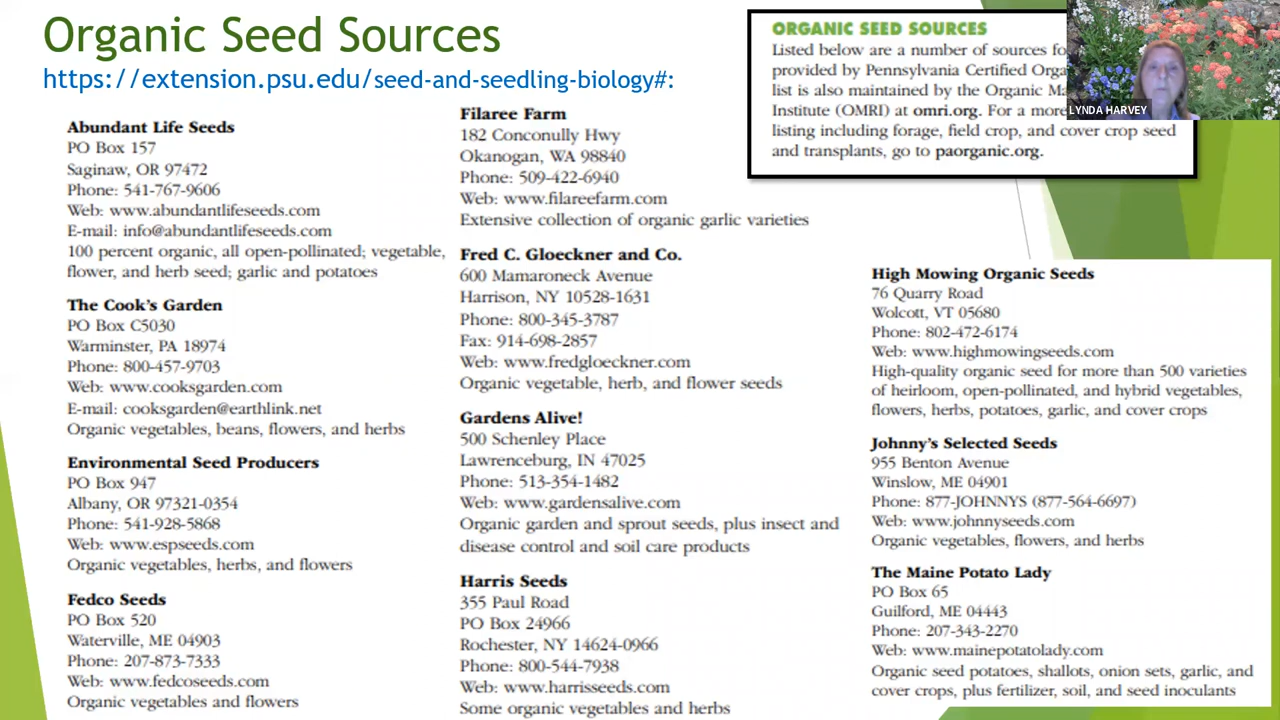 Organic Seed Sources
https://extension.psu.edu/seed-and-seedling-biology#:
ORGANIC SEED SOURCES
Listed below are a number of sources
provided by Pennsylvania Certified
list is also maintained by the Organic
Institute (OMRI) at omri.org. For a more
listing including forage, field crop, and cover crop seed
and transplants, go to paorganic.org.
LYNDA HARVEY
Abundant Life Seeds
PO Box 157
Saginaw, OR 97472
Phone: 541-767-9606
Web: www.abundantlifeseeds.com
E-mail: info@abundantlifeseeds.com
100 percent organic, all open-pollinated; vegetable,
flower, and herb seed; garlic and potatoes
The Cook's Garden
PO Box C5030
Warminster, PA 18974
Phone: 800-457-9703
Web: www.cooksgarden.com
E-mail: cooksgarden@earthlink.net
Organic vegetables, beans, flowers, and herbs
Environmental Seed Producers
PO Box 947
Albany, OR 97321-0354
Phone: 541-928-5868
Web: www.espseeds.com
Organic vegetables, herbs, and flowers
Fedco Seeds
PO Box 520
Waterville, ME 04903
Phone: 207-873-7333
Web: www.fedcoseeds.com
Organic vegetables and flowers
Filaree Farm
182 Conconully Hwy
Okanogan, WA 98840
Phone: 509-422-6940
Web: www.filareefarm.com
Extensive collection of organic garlic varieties
Fred C. Gloeckner and Co.
600 Mamaroneck Avenue
Harrison, NY 10528-1631
Phone: 800-345-3787
Fax: 914-698-2857
Web: www.fredgloeckner.com
Organic vegetable, herb, and flower seeds
Gardens Alive!
500 Schenley Place
Lawrenceburg, IN 47025
Phone: 513-354-1482
Web: www.gardensalive.com
Organic garden and sprout seeds, plus insect and
disease control and soil care products
Harris Seeds
355 Paul Road
PO Box 24966
Rochester, NY 14624-0966
Phone: 800-544-7938
Web: www.harrisseeds.com
Some organic vegetables and herbs
High Mowing Organic Seeds
76 Quarry Road
Wolcott, VT 05680
Phone: 802-472-6174
Web: www.highmowingseeds.com
High-quality organic seed for more than 500 varieties
of heirloom, open-pollinated, and hybrid vegetables,
flowers, herbs, potatoes, garlic, and cover crops
Johnny's Selected Seeds
955 Benton Avenue
Winslow, ME 04901
Phone: 877-JOHNNYS (877-564-6697)
Web: www.johnnyseeds.com
Organic vegetables, flowers, and herbs
The Maine Potato Lady
PO Box 65
Guilford, ME 04443
Phone: 207-343-2270
Web: www.mainepotatolady.com
Organic seed potatoes, shallots, onion sets, garlic, and
cover crops, plus fertilizer, soil, and seed inoculants